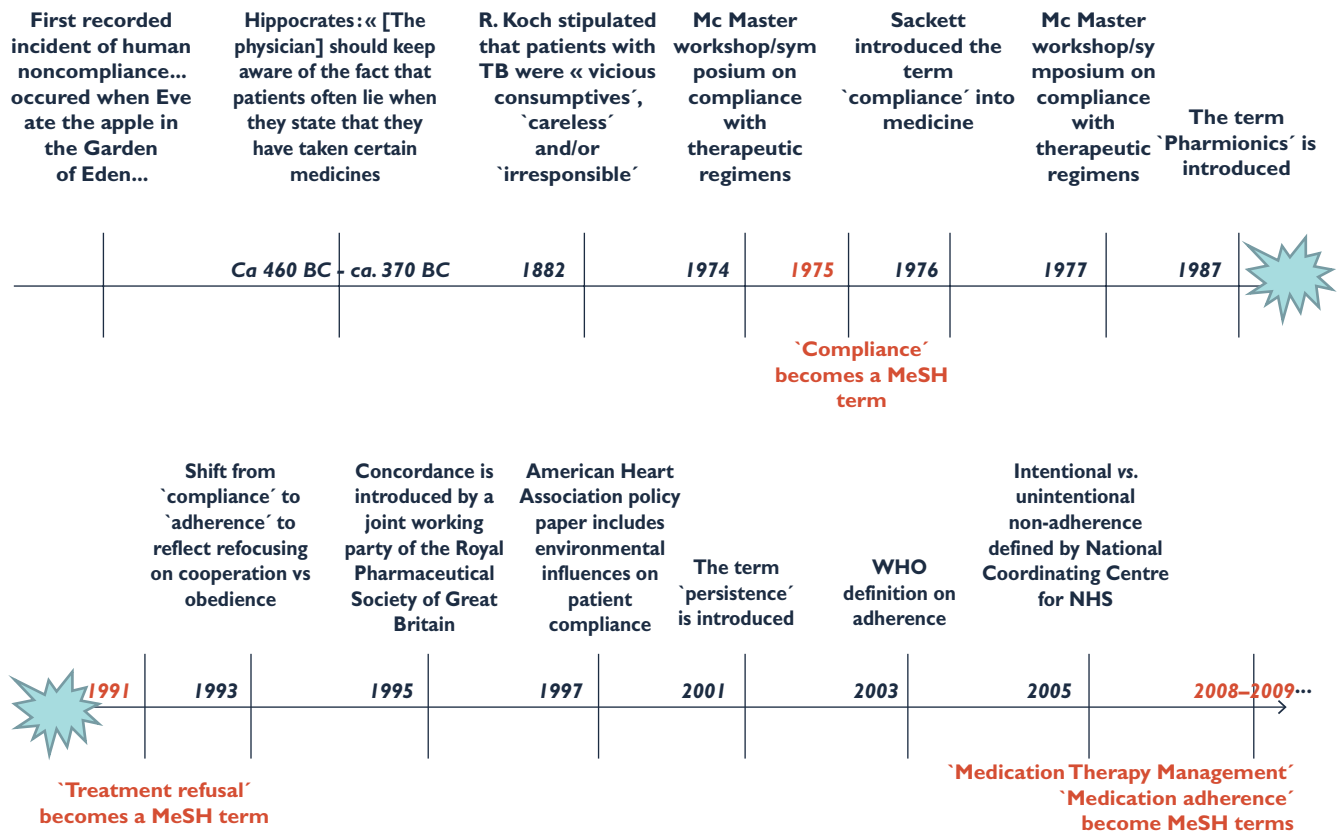 First recorded
incident of human
noncompliance...
occured when Eve
ate the apple in
the Garden
of Eden...
Hippocrates: « [The
physician] should keep
aware of the fact that
patients often lie when
they state that they
have taken certain
medicines
R. Koch stipulated
that patients with
TB were « vicious
consumptives´,
`careless´
and/or
`irresponsible´
Mc Master
workshop/sym
posium on
compliance
with
therapeutic
regimens
Sackett
introduced the
term
`compliance´ into
medicine
Mc Master
workshop/sy
mposium on
compliance
with
therapeutic
regimens
The term
`Pharmionics´ is
introduced
Ca 460 BC - ca. 370 BC
1882
1974
1975
1976
1977
1987
`Compliance´
becomes a MeSH
term
Shift from
`compliance´ to
`adherence´ to
reflect refocusing
on cooperation vs
obedience
Concordance is
introduced by a
joint working
party of the Royal
Pharmaceutical
Society of Great
Britain
American Heart
Association policy
paper includes
environmental
influences on
patient
compliance
The term
`persistence´
is introduced
WHO
definition on
adherence
Intentional vs.
unintentional
non-adherence
defined by National
Coordinating Centre
for NHS
1991
1993
1995
1997
2001
2003
2005
2008–2009...
`Treatment refusal´
becomes a MeSH term
`Medication Therapy Management´
`Medication adherence´
become MeSH terms